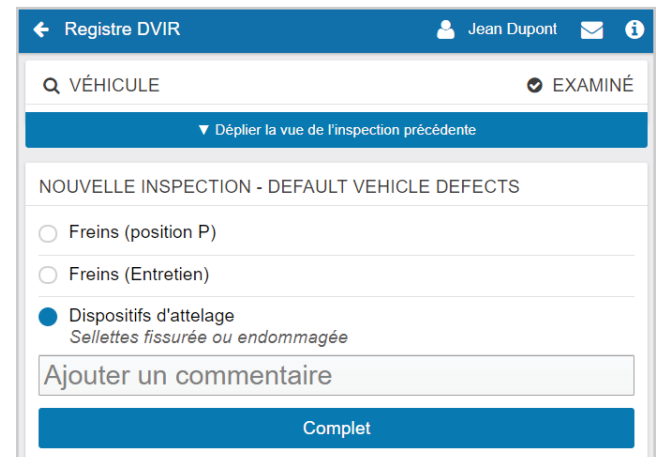 Registre DVIR
Jean Dupont
VÉHICULE
EXAMINÉ
▼ Déplier la vue de l'inspection précédente
NOUVELLE INSPECTION - DEFAULT VEHICLE DEFECTS
Freins (position P)
Freins (Entretien)
Dispositifs d'attelage
Sellettes fissurée ou endommagée
Ajouter un commentaire
Complet